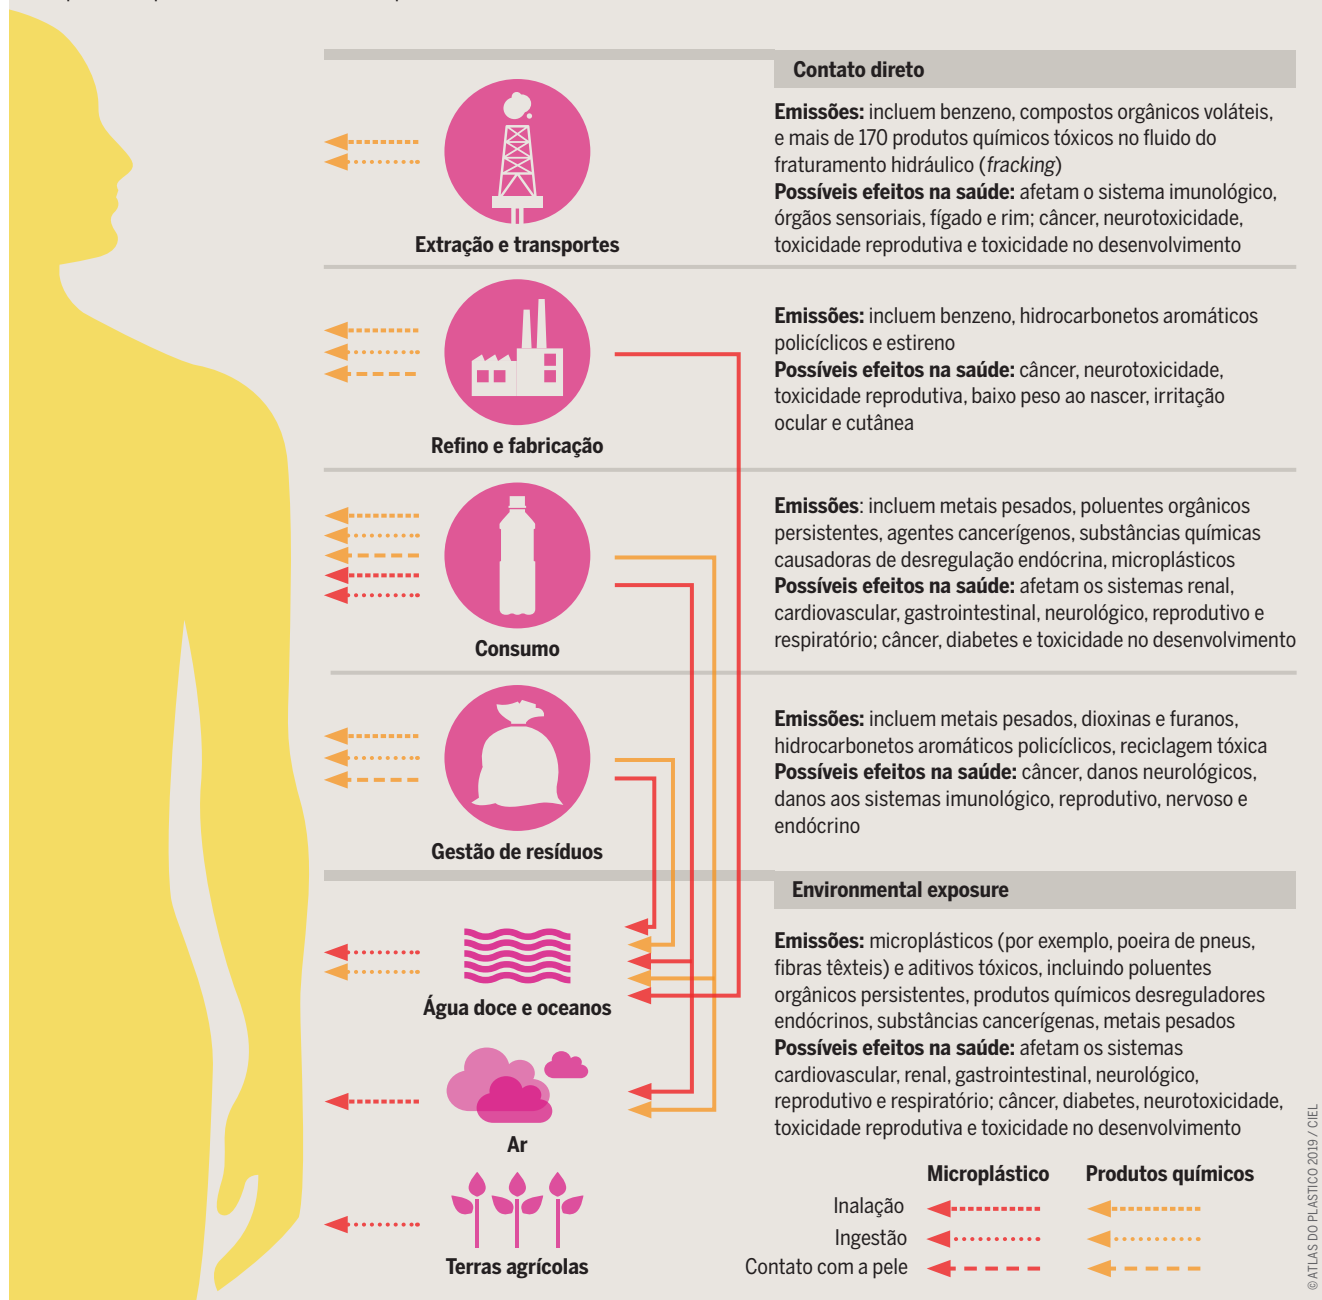 Contato direto
Emissões: incluem benzeno, compostos orgânicos voláteis,
e mais de 170 produtos químicos tóxicos no fluido do
fraturamento hidráulico (fracking)
Possíveis efeitos na saúde: afetam o sistema imunológico,
órgãos sensoriais, fígado e rim; câncer, neurotoxicidade,
toxicidade reprodutiva e toxicidade no desenvolvimento
Extração e transportes
Emissões: incluem benzeno, hidrocarbonetos aromáticos
policíclicos e estireno
Possíveis efeitos na saúde: câncer, neurotoxicidade,
toxicidade reprodutiva, baixo peso ao nascer, irritação
ocular e cutânea
Refino e fabricação
Emissões: incluem metais pesados, poluentes orgânicos
persistentes, agentes cancerígenos, substâncias químicas
causadoras de desregulação endócrina, microplásticos
Possíveis efeitos na saúde: afetam os sistemas renal,
cardiovascular, gastrointestinal, neurológico, reprodutivo e
respiratório; câncer, diabetes e toxicidade no desenvolvimento
Consumo
Emissões: incluem metais pesados, dioxinas e furanos,
hidrocarbonetos aromáticos policíclicos, reciclagem tóxica
Possíveis efeitos na saúde: câncer, danos neurológicos,
danos aos sistemas imunológico, reprodutivo, nervoso e
endócrino
Gestão de resíduos
Environmental exposure
Emissões: microplásticos (por exemplo, poeira de pneus,
fibras têxteis) e aditivos tóxicos, incluindo poluentes
orgânicos persistentes, produtos químicos desreguladores
endócrinos, substâncias cancerígenas, metais pesados
Possíveis efeitos na saúde: afetam os sistemas
cardiovascular, renal, gastrointestinal, neurológico,
reprodutivo e respiratório; câncer, diabetes, neurotoxicidade,
toxicidade reprodutiva e toxicidade no desenvolvimento
Água doce e oceanos
Ar
Terras agrícolas
Microplástico Produtos químicos
Inalação
Ingestão
Contato com a pele
© ATLAS DO PLÁSTICO 2019 / CIEL